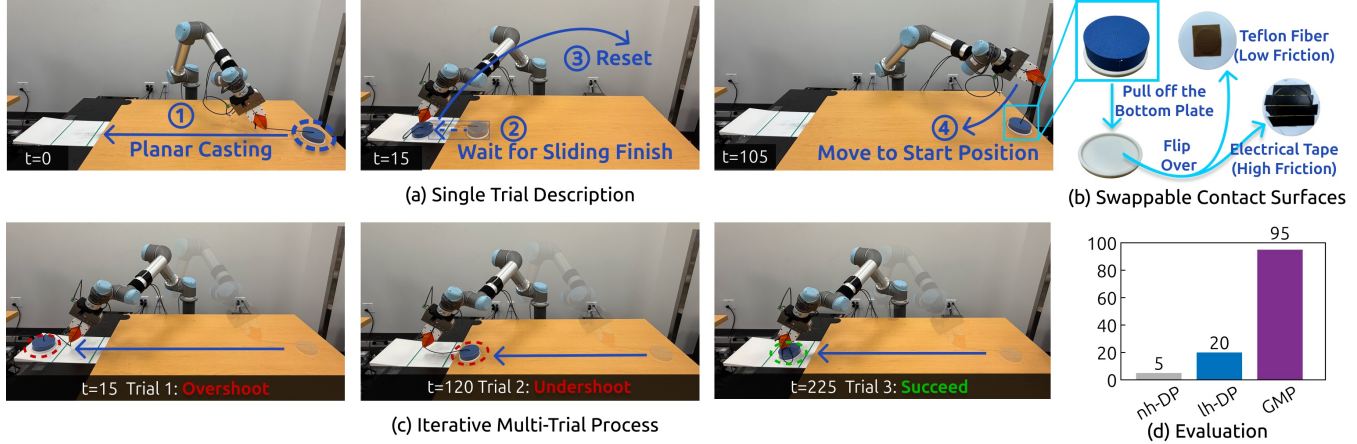 ① Planar Casting
t=0
② Wait for Sliding Finish
③ Reset
t=15
④ Move to Start Position
t=105
(a) Single Trial Description
Pull off the
Bottom Plate
Flip
Over
Teflon Fiber
(Low Friction)
Electrical Tape
(High Friction)
(b) Swappable Contact Surfaces
t=15 Trial 1: Overshoot
t=120 Trial 2: Undershoot
t=225 Trial 3: Succeed
(c) Iterative Multi-Trial Process
100
80
60
40
20
0
5
20
95
nh-DP
lh-DP
GMP
(d) Evaluation